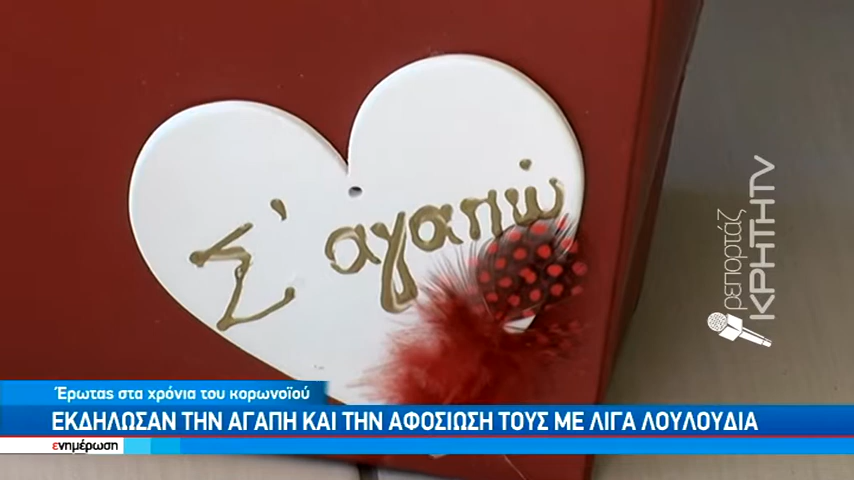 Σ' αγαπώ
ρεπορτάζ
ΚΡΗΤΗTV
Έρωτας στα χρόνια του κορωνοϊού
ΕΚΔΗΛΩΣΑΝ ΤΗΝ ΑΓΑΠΗ ΚΑΙ ΤΗΝ ΑΦΟΣΙΩΣΗ ΤΟΥΣ ΜΕ ΛΙΓΑ ΛΟΥΛΟΥΔΙΑ
ενημέρωση